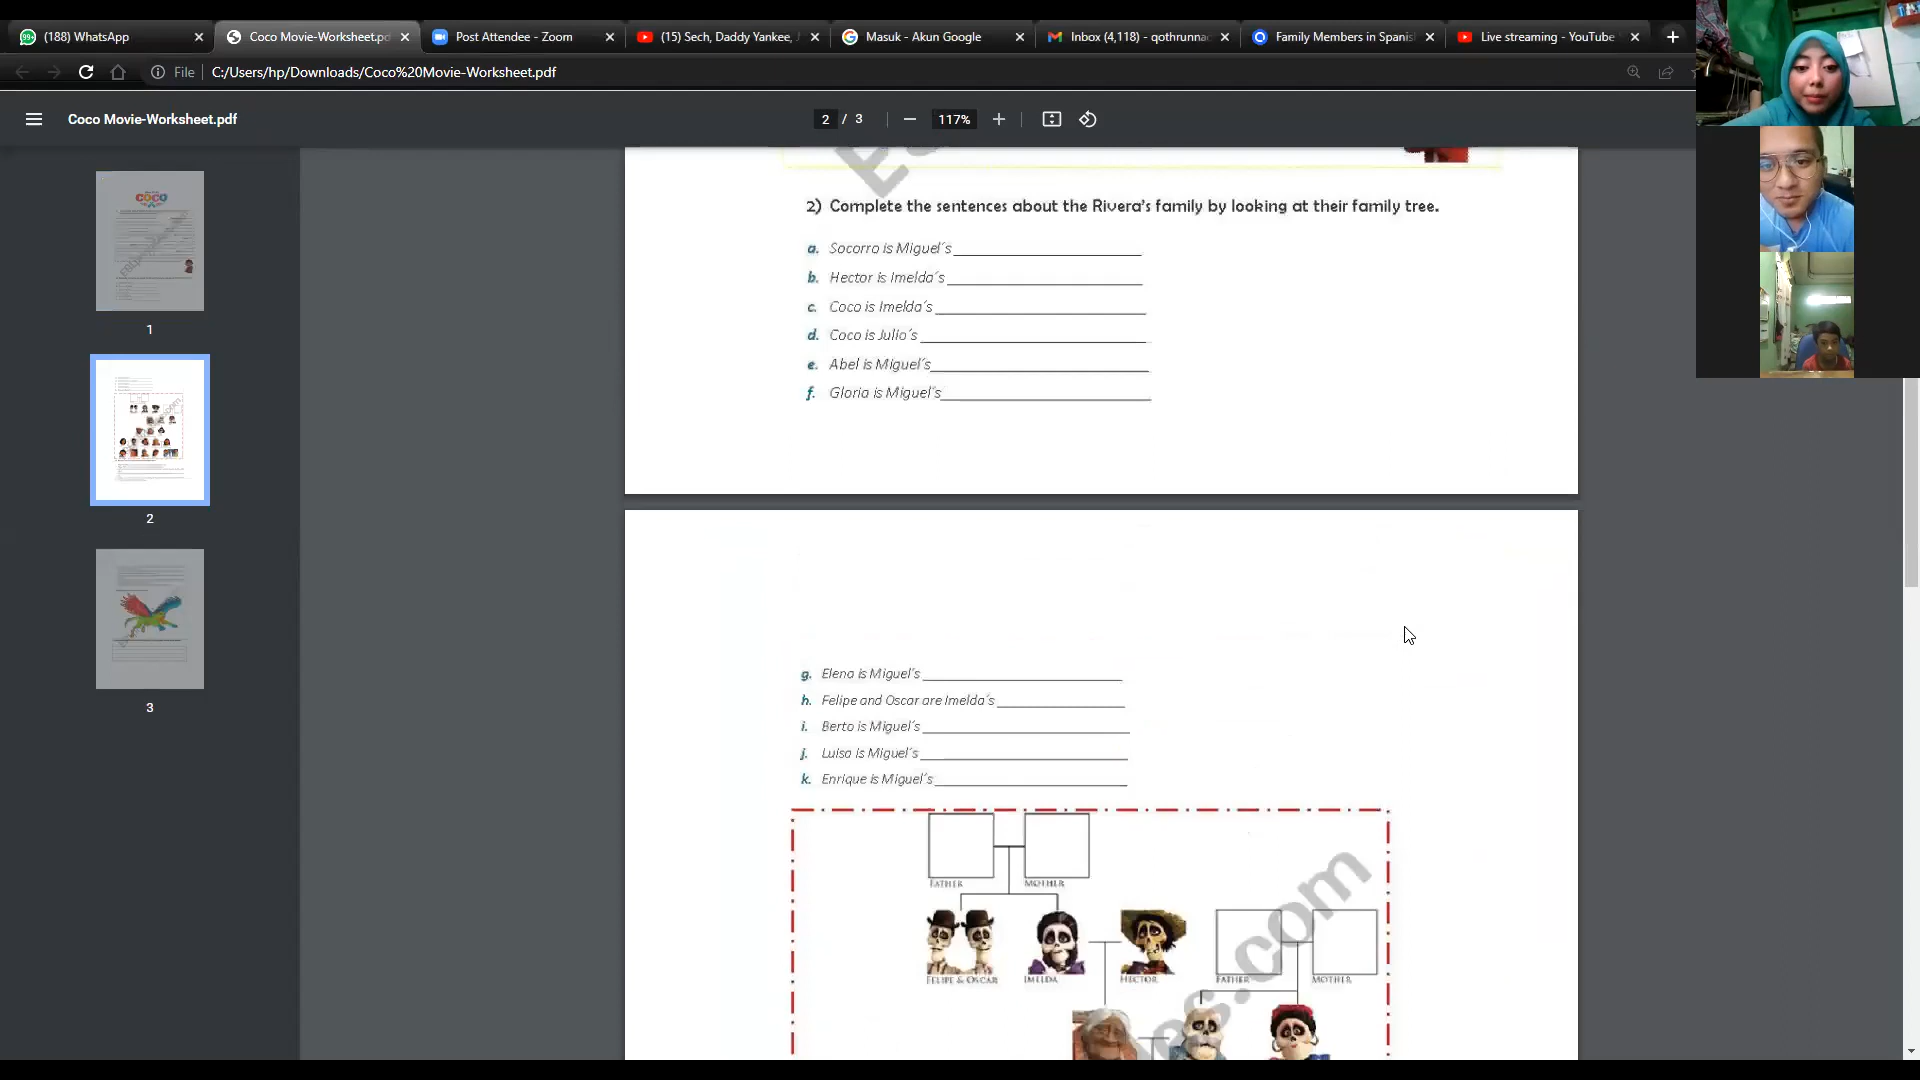 (188) WhatsApp
Coco Movie-Worksheet.pd
Post Attendee - Zoom
(15) Sech, Daddy Yankee, J
Masuk - Akun Google
Inbox (4,118) - qothrunna
Family Members in Spanis
Live streaming - YouTube
File
C:/Users/hp/Downloads/Coco%20Movie-Worksheet.pdf
Coco Movie-Worksheet.pdf
2 / 3
117%
2) Complete the sentences about the Rivera's family by looking at their family tree.
a. Socorro is Miguel´s
b. Hector is Imelda´s
c. Coco is Imelda´s
d. Coco is Julio´s
e. Abel is Miguel´s
f. Gloria is Miguel´s
g. Elena is Miguel´s
h. Felipe and Oscar are Imelda´s
i. Berto is Miguel´s
j. Luisa is Miguel´s
k. Enrique is Miguel´s
FATHER
MOTHER
FELIPE & OSCAR
IMELDA
HECTOR
FATHER
MOTHER
es.com
1
COCO
2
3